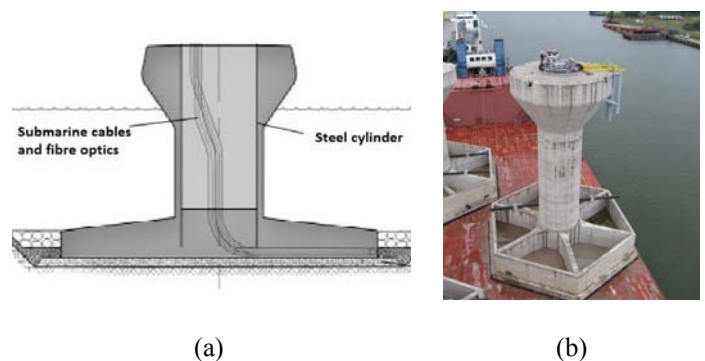 Submarine cables
and fibre optics
Steel cylinder
(a)
(b)